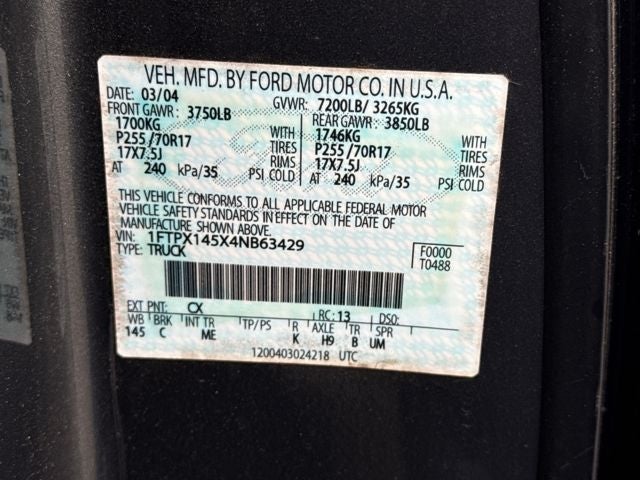 VEH. MFD. BY FORD MOTOR CO. IN U.S.A.
DATE: 03/04 GVWR: 7200LB/ 3265KG
FRONT GAWR: 3750LB REAR GAWR: 3850LB
1700KG WITH 1746KG WITH
P255/70R17 TIRES P255/70R17 TIRES
17X7.5J RIMS 17X7.5J RIMS
AT 240 kPa/35 PSI COLD AT 240 kPa/35 PSI COLD
THIS VEHICLE CONFORMS TO ALL APPLICABLE FEDERAL MOTOR
VEHICLE SAFETY STANDARDS IN EFFECT ON THE DATE OF
MANUFACTURE SHOWN ABOVE.
VIN: 1FTPX145X4NB63429 F0000
TYPE: TRUCK T0488
EXT PNT: CX RC: 13 DSO:
WB BRK INT TR TP/PS R AXLE TR SPR
145 C ME K H9 B UM
1200403024218 UTC